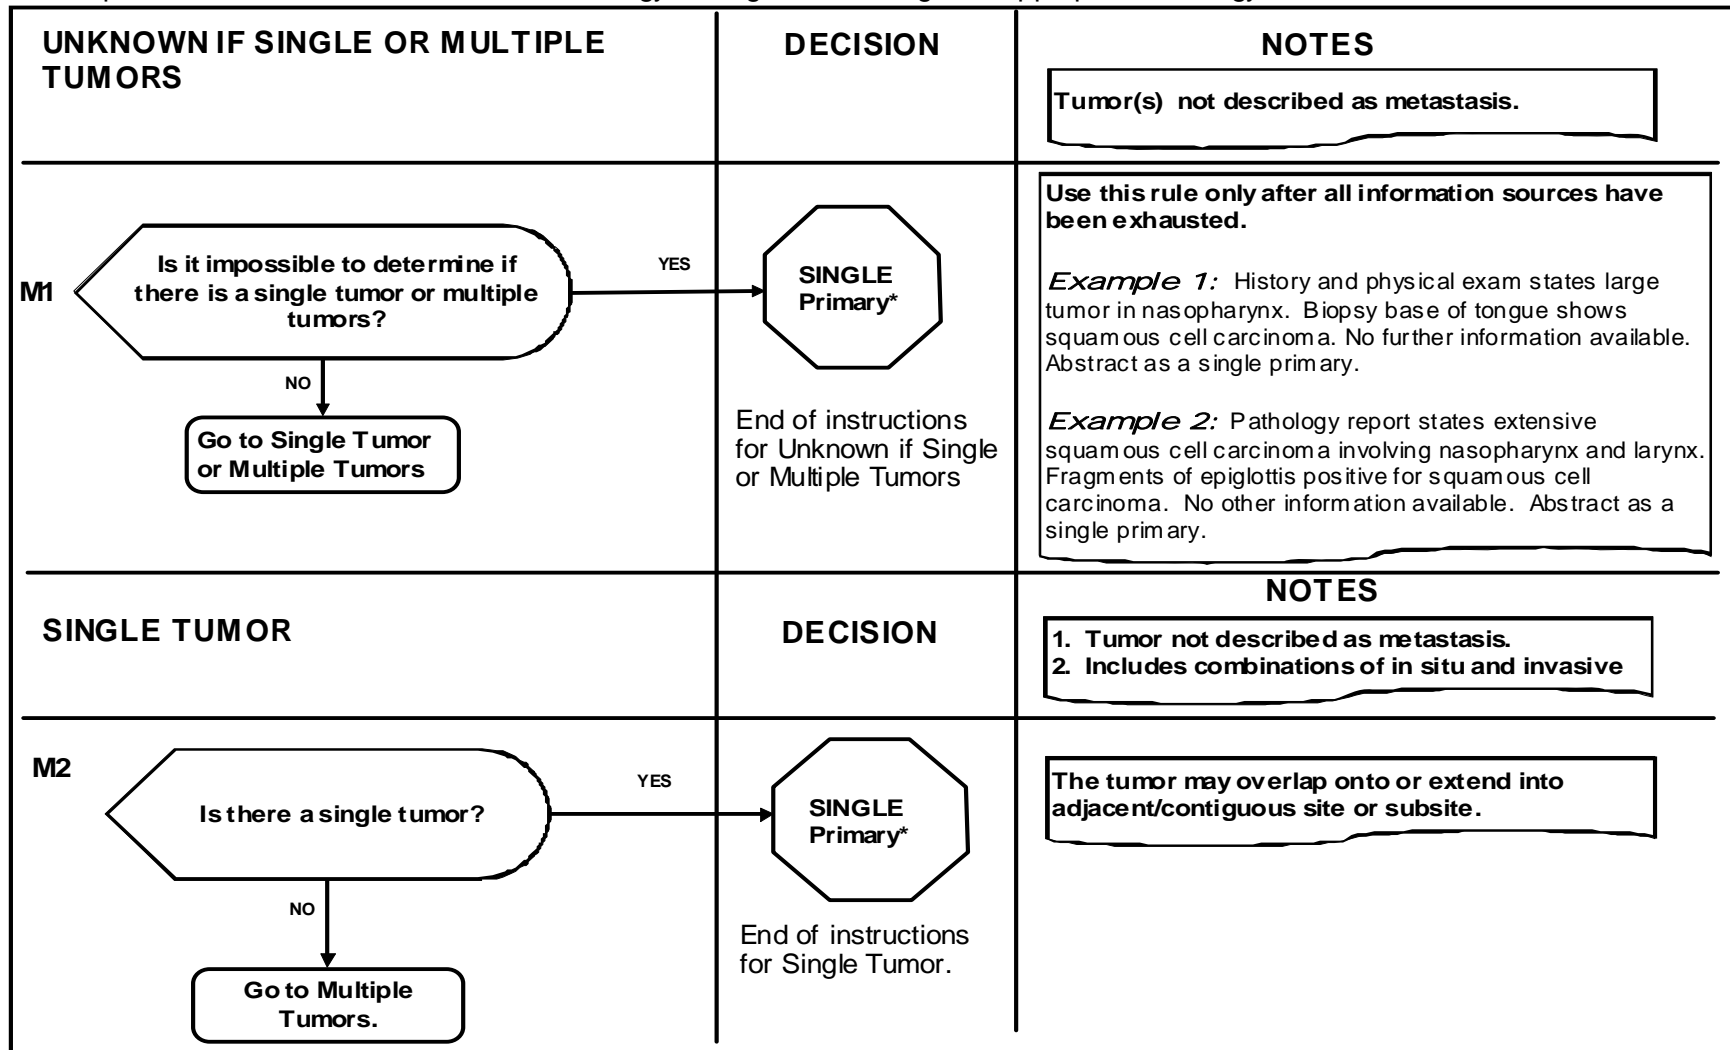 UNKNOWN IF SINGLE OR MULTIPLE
TUMORS
DECISION
NOTES
Tumor(s) not described as metastasis.
M1
Is it impossible to determine if
there is a single tumor or multiple
tumors?
YES
SINGLE
Primary*
NO
Go to Single Tumor
or Multiple Tumors
End of instructions
for Unknown if Single
or Multiple Tumors
Use this rule only after all information sources have
been exhausted.
Example 1: History and physical exam states large
tumor in nasopharynx. Biopsy base of tongue shows
squamous cell carcinoma. No further information available.
Abstract as a single primary.
Example 2: Pathology report states extensive
squamous cell carcinoma involving nasopharynx and larynx.
Fragments of epiglottis positive for squamous cell
carcinoma. No other information available. Abstract as a
single primary.
SINGLE TUMOR
DECISION
NOTES
1. Tumor not described as metastasis.
2. Includes combinations of in situ and invasive
M2
Is there a single tumor?
YES
SINGLE
Primary*
NO
Go to Multiple
Tumors.
End of instructions
for Single Tumor.
The tumor may overlap onto or extend into
adjacent/contiguous site or subsite.